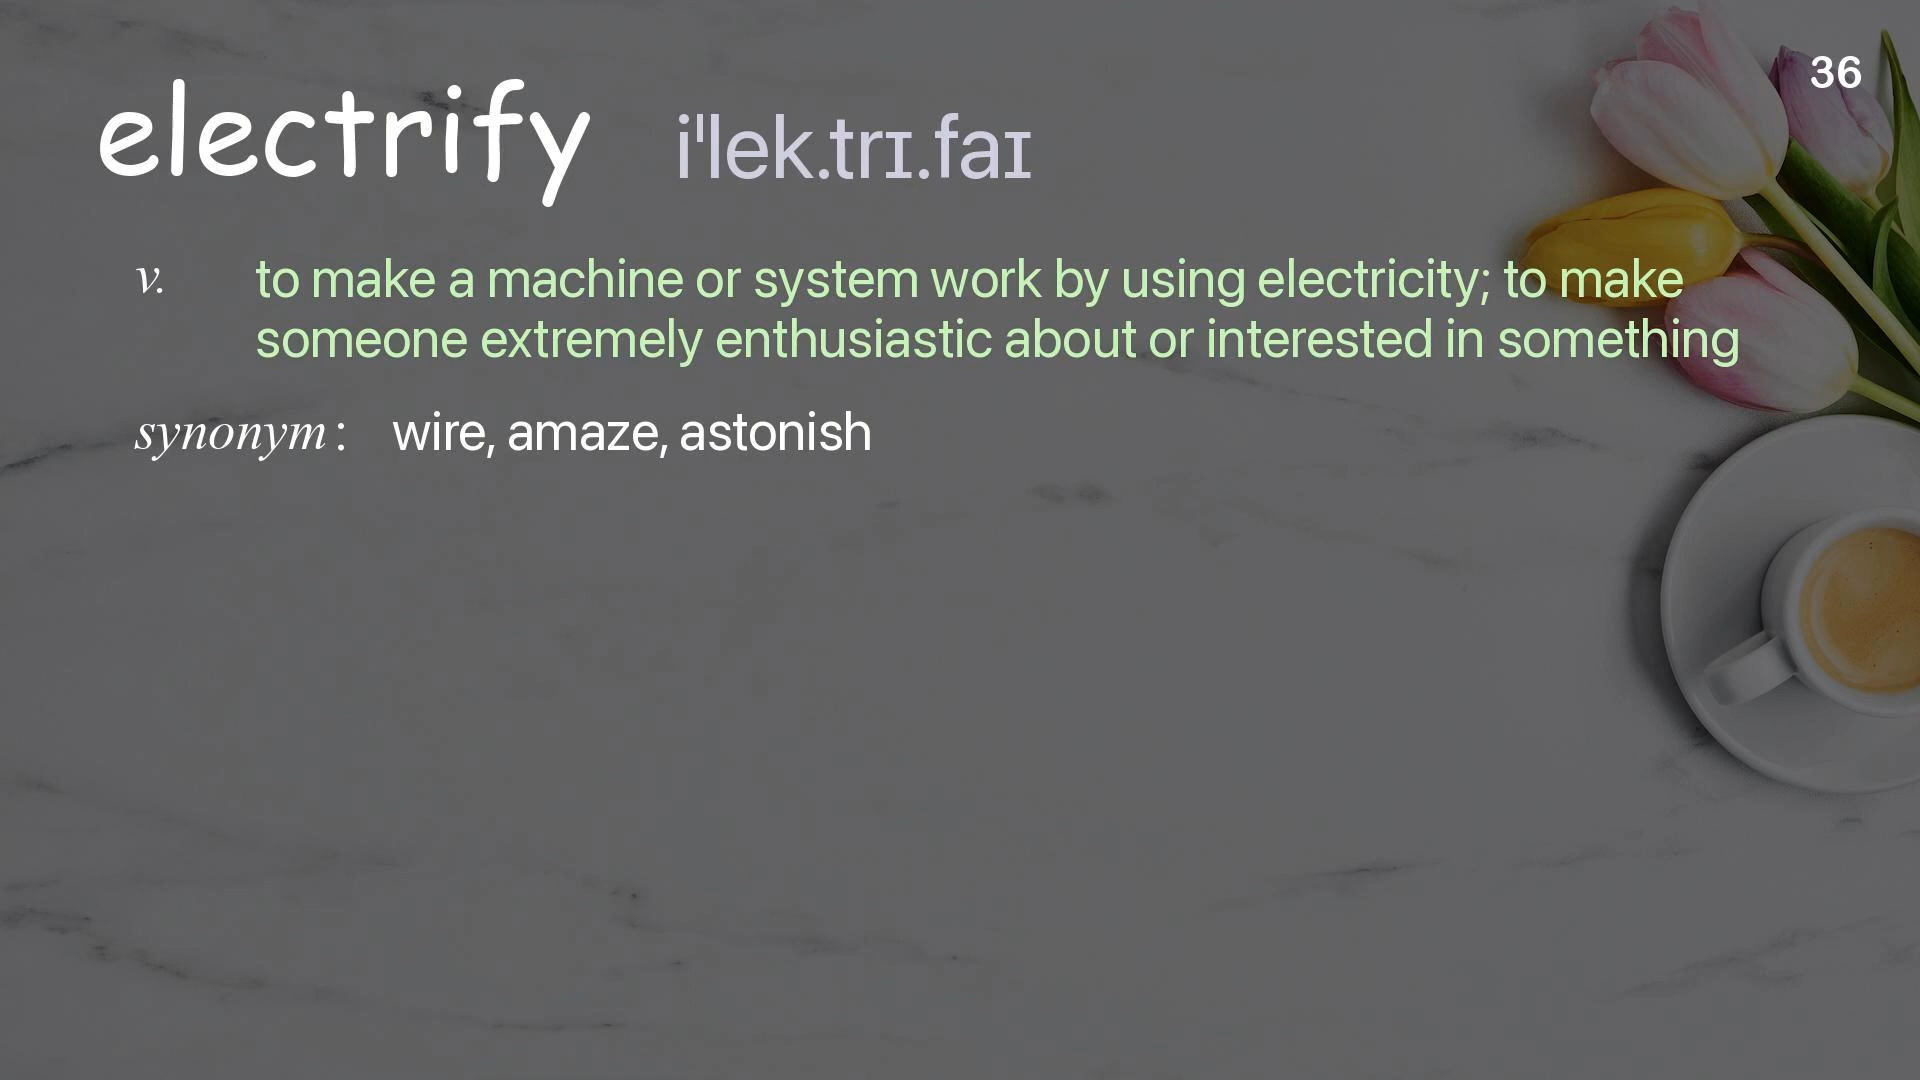 36
electrify iˈlek.trɪ.faɪ
v. to make a machine or system work by using electricity; to make
someone extremely enthusiastic about or interested in something
synonym: wire, amaze, astonish